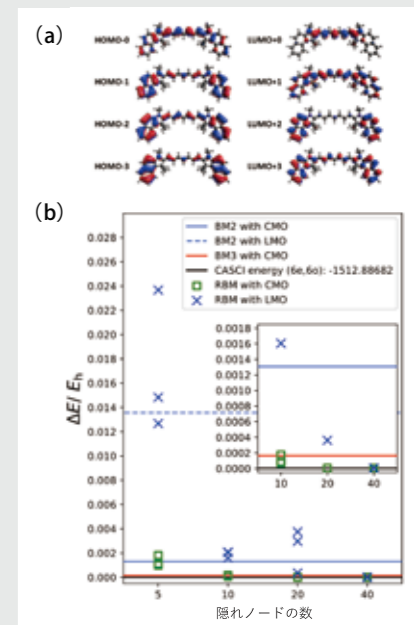 (a)
HOMO-0
LUMO+0
HOMO-1
LUMO+1
HOMO-2
LUMO+2
HOMO-3
LUMO+3
(b)
BM2 with CMO
BM2 with LMO
BM3 with CMO
CASCI energy (6e,6o): -1512.88682
RBM with CMO
RBM with LMO
0.028
0.026
0.024
0.022
0.020
0.018
0.016
0.014
0.012
0.010
0.008
0.006
0.004
0.002
0.000
ΔE/ Eh
0.0018
0.0016
0.0014
0.0012
0.0010
0.0008
0.0006
0.0004
0.0002
0.0000
10 20 40
5 10 20 40
隠れノードの数